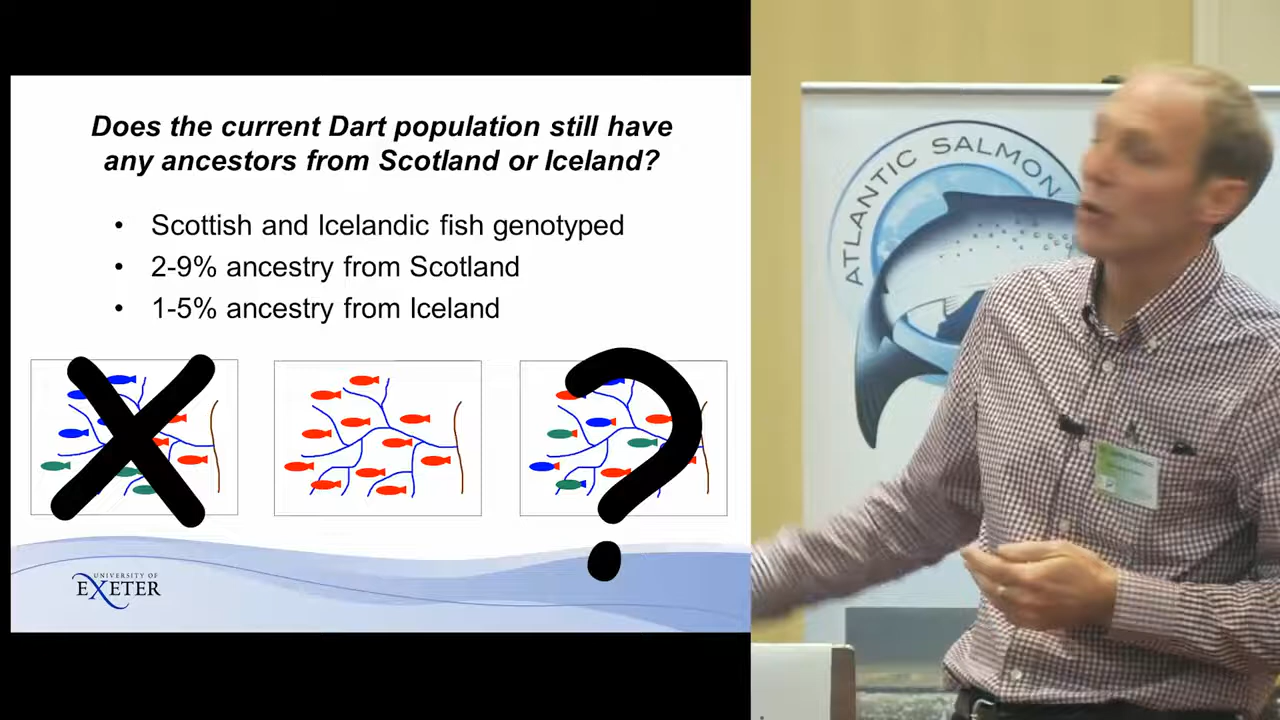 Does the current Dart population still have
any ancestors from Scotland or Iceland?
• Scottish and Icelandic fish genotyped
• 2-9% ancestry from Scotland
• 1-5% ancestry from Iceland
?
UNIVERSITY OF
EXETER
ATLANTIC SALMON